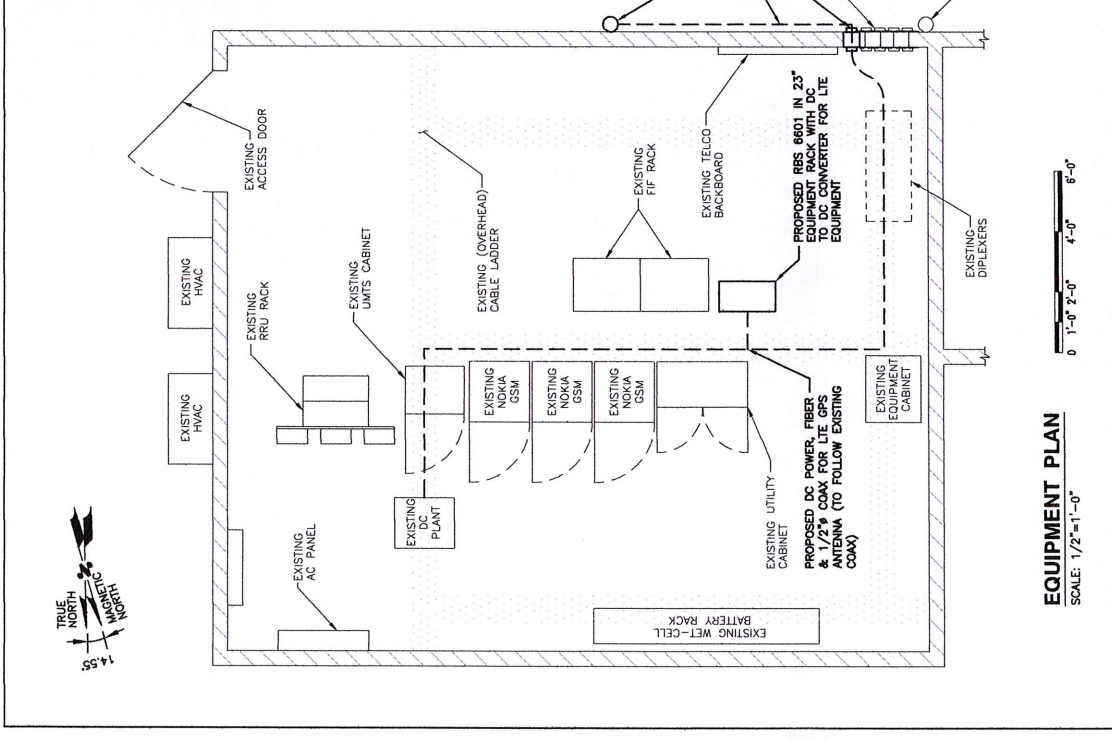 TRUE
NORTH
MAGNETIC
NORTH
14.55°
EXISTING
HVAC
EXISTING
HVAC
EXISTING DOOR
ACCESS DOOR
EXISTING
RRU RACK
EXISTING
UMTS CABINET
EXISTING (OVERHEAD)
CABLE LADDER
EXISTING
AC PANEL
EXISTING
DC
PLANT
EXISTING
NOKIA
GSM
EXISTING
NOKIA
GSM
EXISTING
NOKIA
GSM
EXISTING
FIF RACK
EXISTING TELCO
BACKBOARD
PROPOSED RBS 6601 IN 23"
EQUIPMENT RACK WITH DC
TO DC CONVERTER FOR LTE
EQUIPMENT
EXISTING WET-CELL
BATTERY RACK
EXISTING UTILITY
CABINET
PROPOSED DC POWER, FIBER
& 1/2"ø COAX FOR LTE GPS
ANTENNA (TO FOLLOW EXISTING
COAX)
EXISTING
EQUIPMENT
CABINET
EXISTING
DIPLEXERS
EQUIPMENT PLAN
SCALE: 1/2"=1'-0"
0 1'-0" 2'-0" 4'-0" 6'-0"